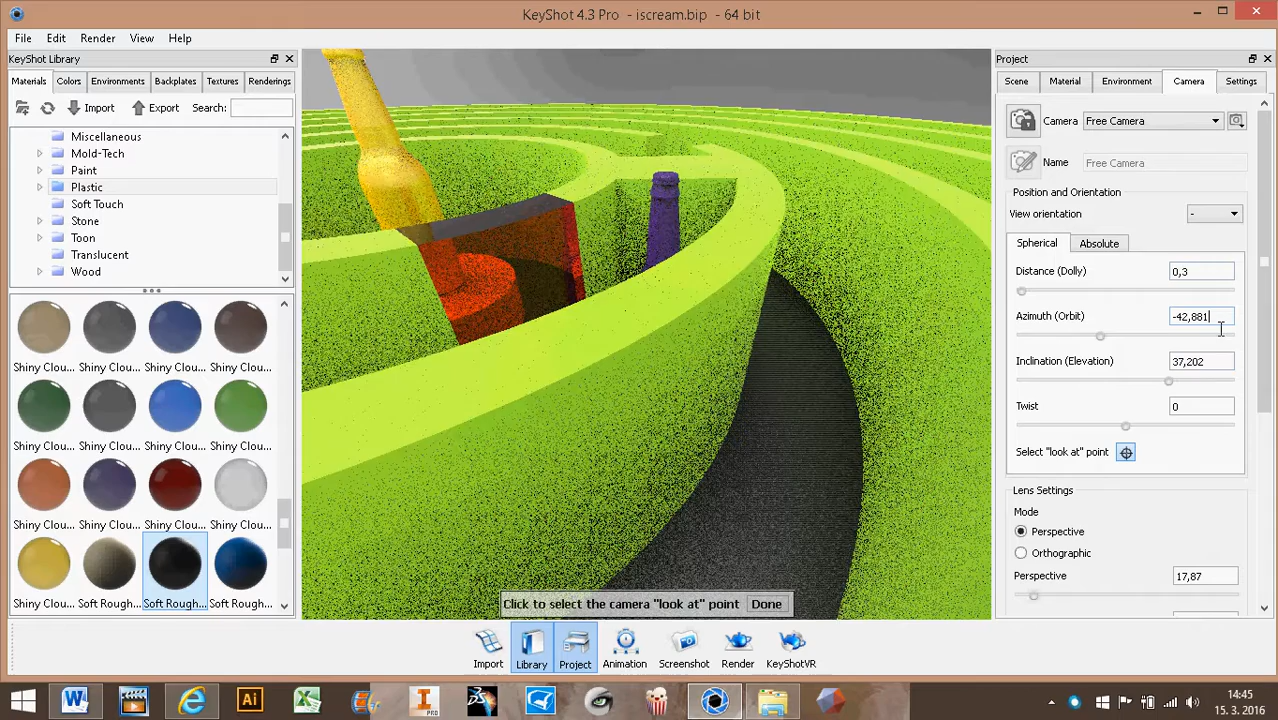 KeyShot 4.3 Pro - iscream.bip - 64 bit
File Edit Render View Help
KeyShot Library
Materials Colors Environments Backplates Textures Renderings
Import Export Search:
Miscellaneous
Mold-Tech
Paint
Plastic
Soft Touch
Stone
Toon
Translucent
Wood
Shiny Clou... Shiny Clou... Shiny Clou... Shiny Clou...
Shiny Clou... Shiny Clou... Shiny Clou... Shiny Clou...
Shiny Clou... Shiny Clou... Shiny Clou... Shiny Clou...
Shiny Clou... Soft Rough... Soft Rough... Soft Rough...
Click to select the camera "look at" point Done
Project
Scene Material Environment Camera Settings
Camera Free Camera
Name Free Camera
Position and Orientation
View orientation -
Spherical Absolute
Distance (Dolly) 0,3
Azimuth (Orbit) -42,881
Inclination (Elevation) 37,202
Twist 0
point
Lens Settings
Mode
Perspective
Orthographic
Perspective 17,87
Import Library Project Animation Screenshot Render KeyShotVR
Ai
PRO
14:45
15. 3. 2016